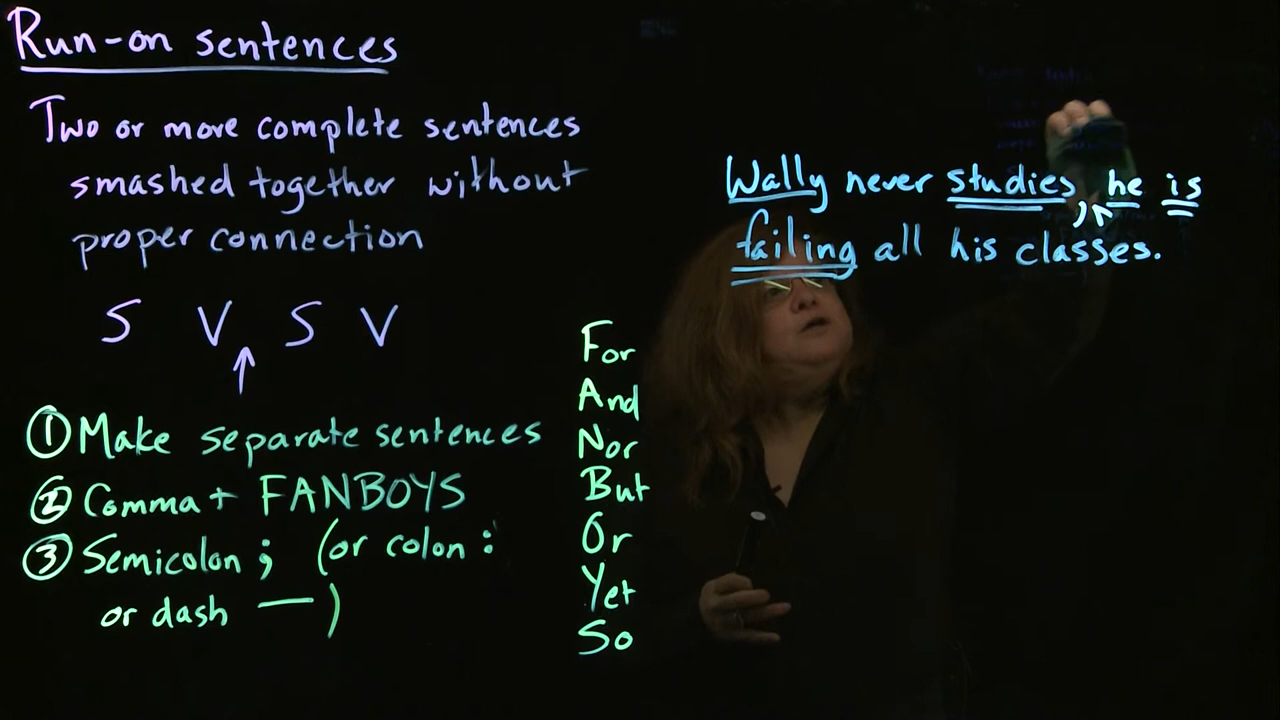 Run-on sentences
Two or more complete sentences
smashed together without
proper connection
S V S V
↑
① Make separate sentences
② Comma + FANBOYS
③ Semicolon ; (or colon :
or dash — )
For
And
Nor
But
Or
Yet
So
Wally never studies, he is
failing all his classes.